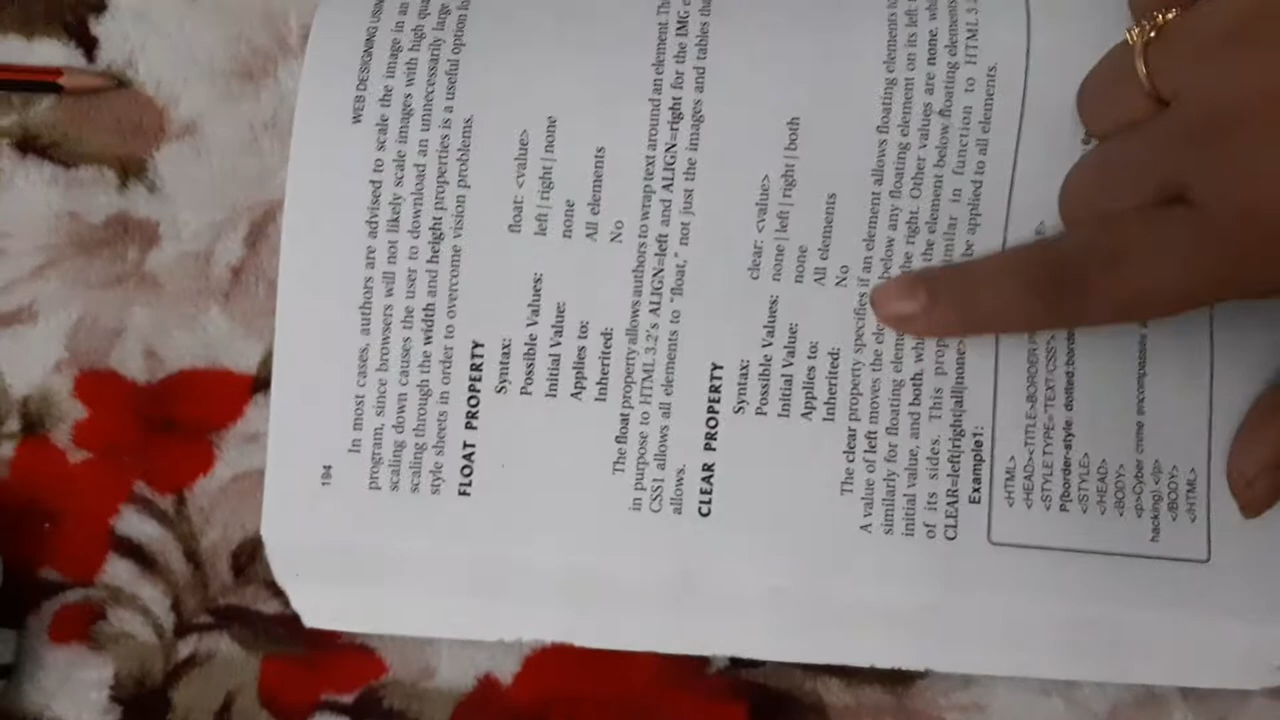 194
WEB DESIGNING USIN
In most cases, authors are advised to scale the image in an
program, since browsers will not likely scale images with high qua
scaling down causes the user to download an unnecessarily large
scaling through the width and height properties is a useful option fo
style sheets in order to overcome vision problems.
FLOAT PROPERTY
Syntax: float: <value>
Possible Values: left | right | none
Initial Value: none
Applies to: All elements
Inherited: No
The float property allows authors to wrap text around an element. Th
in purpose to HTML 3.2's ALIGN=left and ALIGN=right for the IMG e
CSS1 allows all elements to "float," not just the images and tables tha
allows.
CLEAR PROPERTY
Syntax: clear: <value>
Possible Values: none | left | right | both
Initial Value: none
Applies to: All elements
Inherited: No
The clear property specifies if an element allows floating elements to
A value of left moves the ele below any floating element on its left
similarly for floating elem the right. Other values are none, wh
initial value, and both, wh the element below floating elements
of its sides. This prop imilar in function to HTML 3.2
CLEAR=left|right|all|none> be applied to all elements.
Example1:
<HTML>
<HEAD><TITLE>BORDER
<STYLE TYPE="TEXT/CSS">
P{border-style: dotted;bord
</STYLE>
</HEAD>
<BODY>
<p>Cyber crime encompasses
hacking).</p>
</BODY>
</HTML>